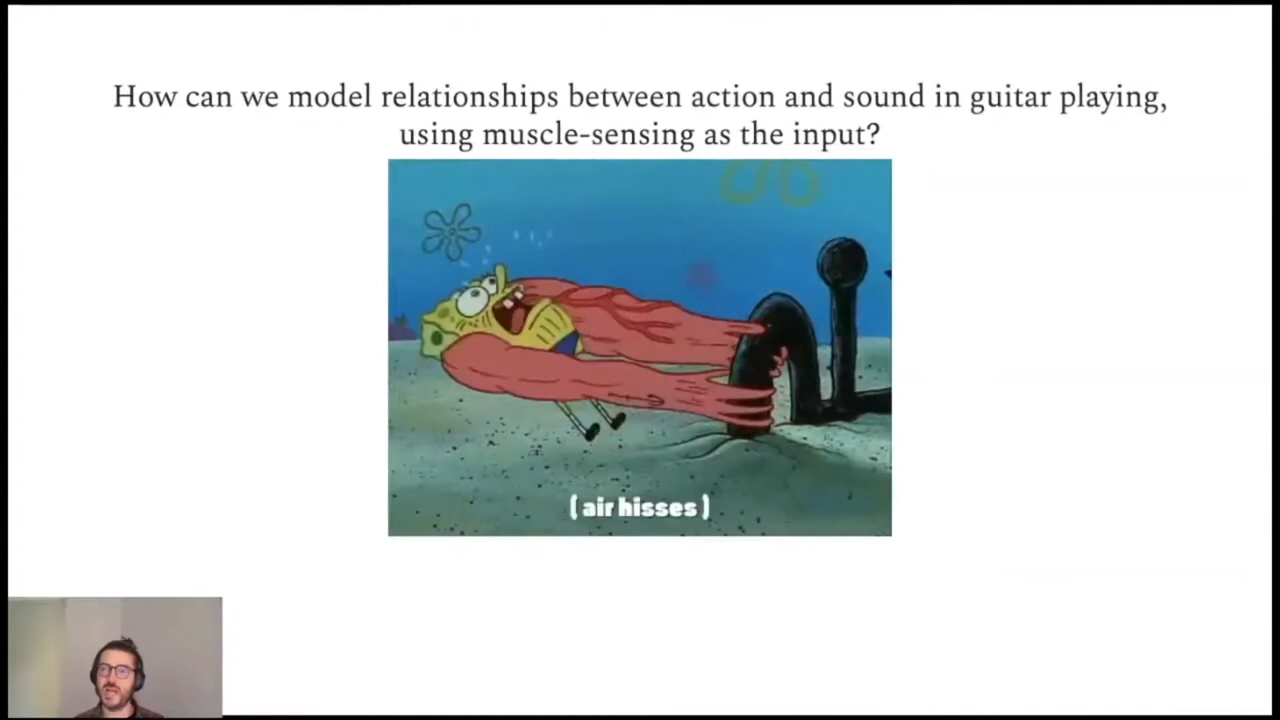 How can we model relationships between action and sound in guitar playing,
using muscle-sensing as the input?
( air hisses )